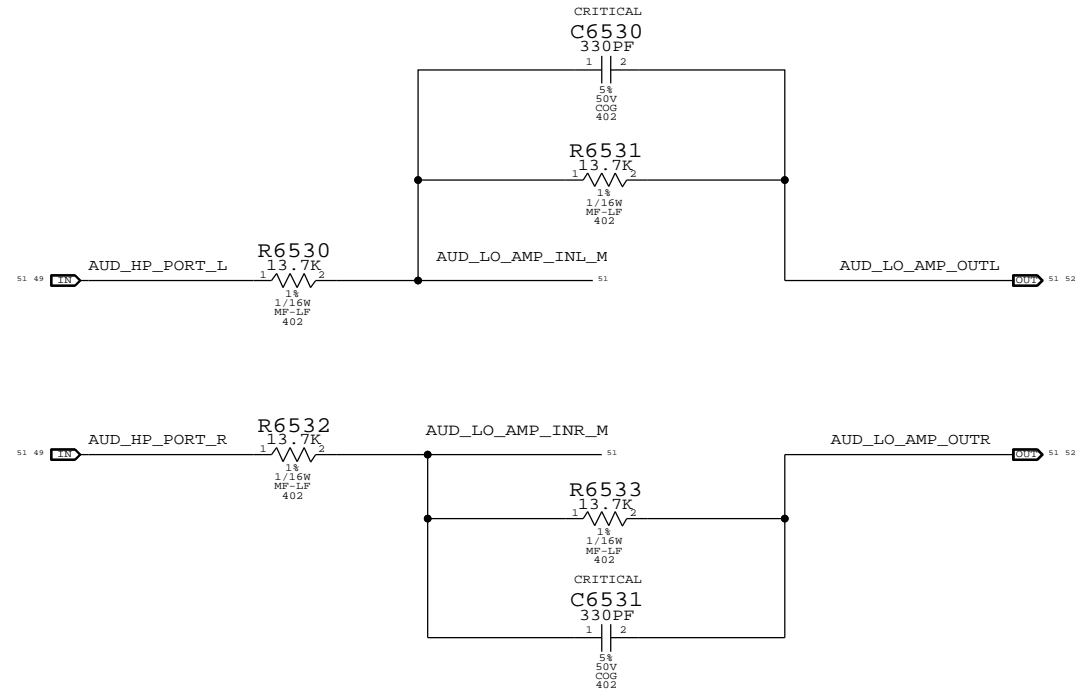 CRITICAL
C6530
330PF
1 2
5%
50V
COG
402
R6531
13.7K
1 2
1%
1/16W
MF-LF
402
R6530
13.7K
1 2
1%
1/16W
MF-LF
402
AUD_HP_PORT_L
51 49 IN
AUD_LO_AMP_INL_M
51
AUD_LO_AMP_OUTL
OUT 51 52
R6532
13.7K
1 2
1%
1/16W
MF-LF
402
AUD_HP_PORT_R
51 49 IN
AUD_LO_AMP_INR_M
51
AUD_LO_AMP_OUTR
OUT 51 52
R6533
13.7K
1 2
1%
1/16W
MF-LF
402
CRITICAL
C6531
330PF
1 2
5%
50V
COG
402